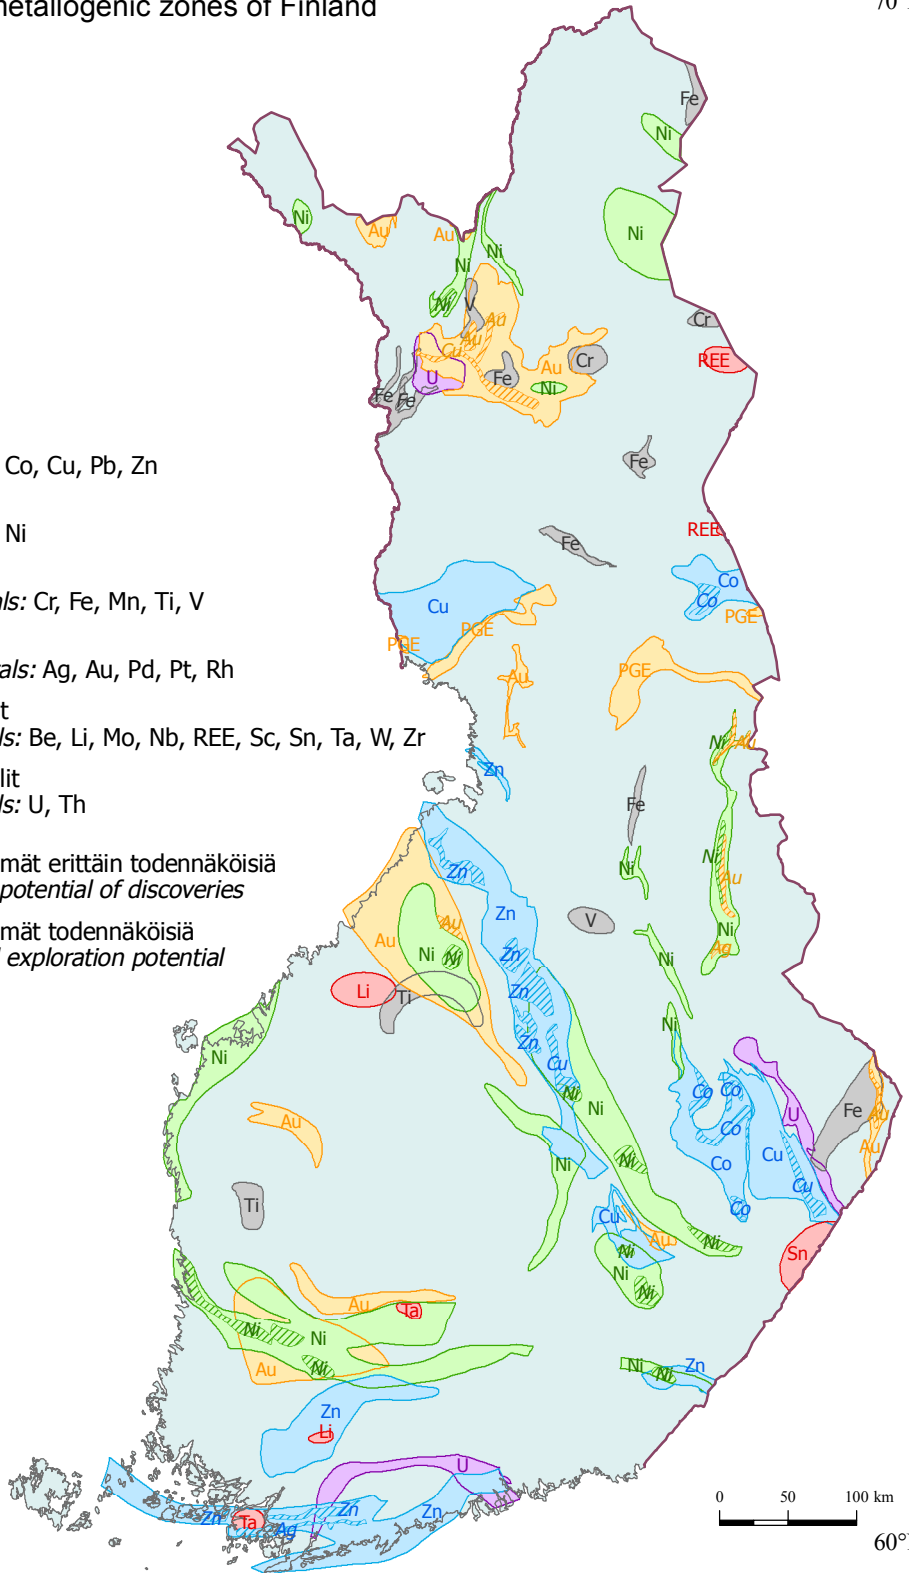 metallogenic zones of Finland
70°
Fe
Ni
Ni
Ni
Au
Au
Ni
Ni
Ni
V
Au
Au
Cu
U
Fe
Au
Cr
Ni
Cr
REE
Fe
Fe
Co, Cu, Pb, Zn
Fe
Ni
REE
Fe
Co
Co
als: Cr, Fe, Mn, Ti, V
Cu
PGE
PGE
PGE
rals: Ag, Au, Pd, Pt, Rh
PGE
Au
t
ls: Be, Li, Mo, Nb, REE, Sc, Sn, Ta, W, Zr
Ni
Au
lit
Zn
ls: U, Th
Fe
mät erittäin todennäköisiä
potential of discoveries
Zn
Ni
Ni
Au
mät todennäköisiä
l exploration potential
Zn
V
Au
Au
Ni
Ni
Zn
Ni
Ag
Ni
Li
Ti
Zn
Ni
Zn
Ni
Cu
Ni
Ni
Co
Co
Co
U
Fe
Au
Au
Au
Ni
Ni
Co
Cu
Cu
Co
Ti
Cu
Au
Ni
Ni
Sn
Ni
Ni
Au
Ta
Ni
Ni
Au
Ni
Ni
Ni
Zn
Zn
Li
U
Zn
Ta
Ag
Zn
Zn
0 50 100 km
60°